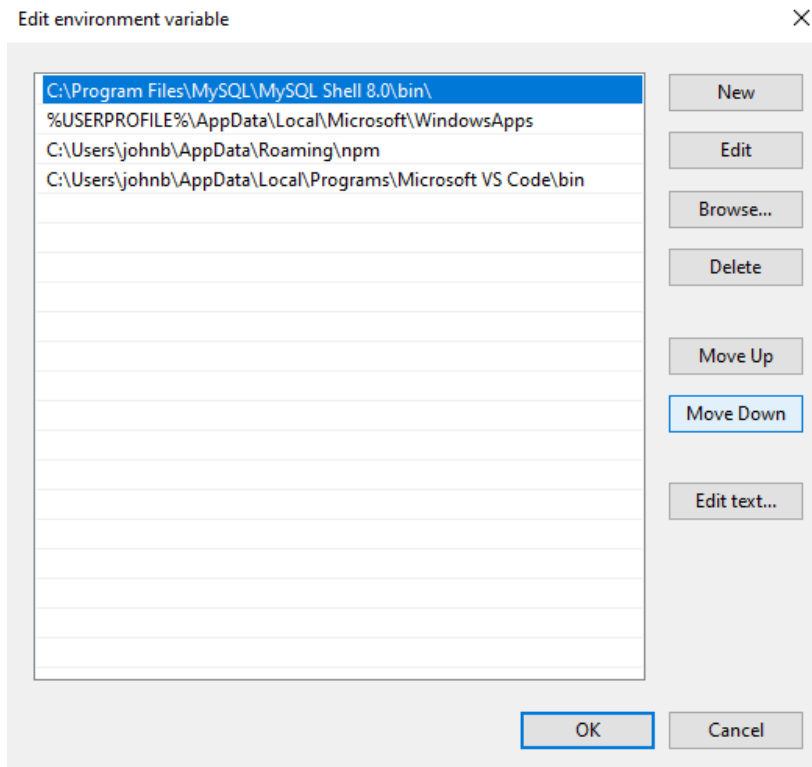 Edit environment variable
C:\Program Files\MySQL\MySQL Shell 8.0\bin\
%USERPROFILE%\AppData\Local\Microsoft\WindowsApps
C:\Users\johnb\AppData\Roaming\npm
C:\Users\johnb\AppData\Local\Programs\Microsoft VS Code\bin
New
Edit
Browse...
Delete
Move Up
Move Down
Edit text...
OK
Cancel